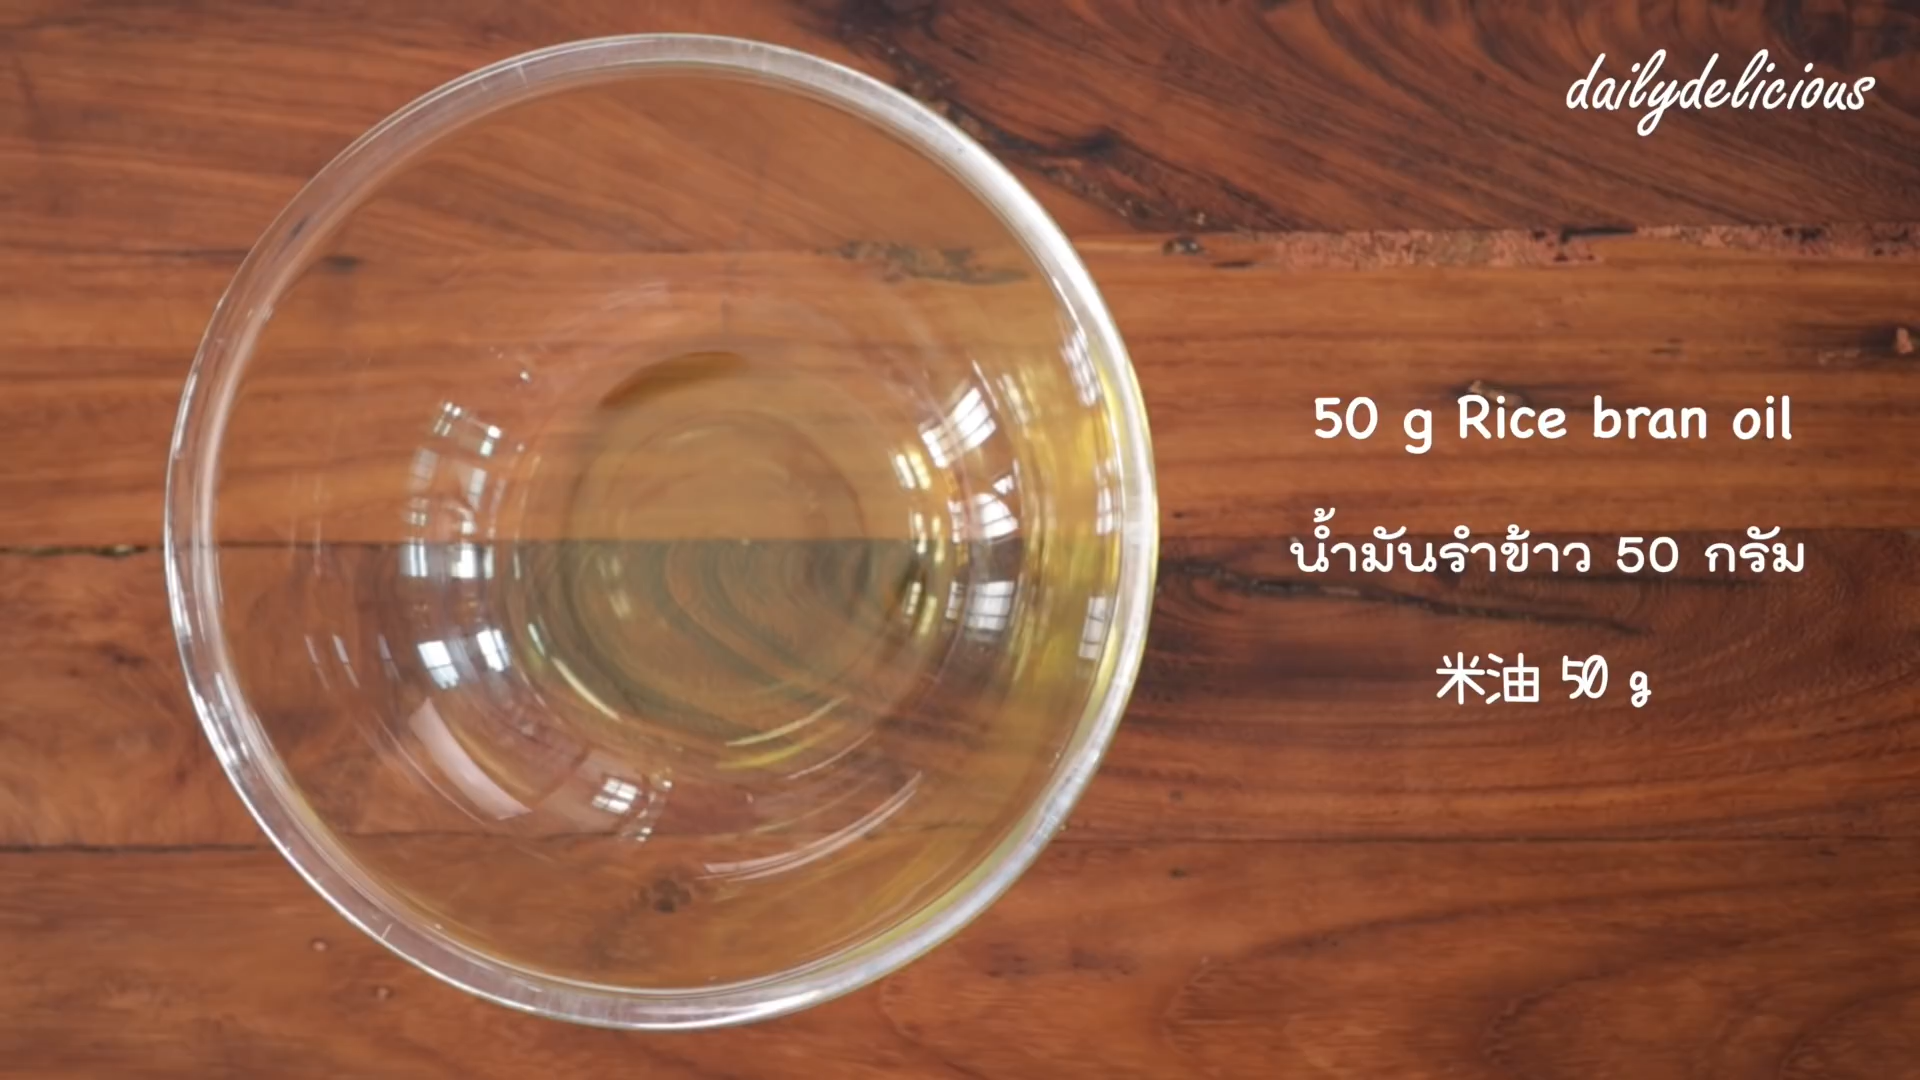 dailydelicious
50 g Rice bran oil
น้ำมันรำข้าว 50 กรัม
米油 50 g